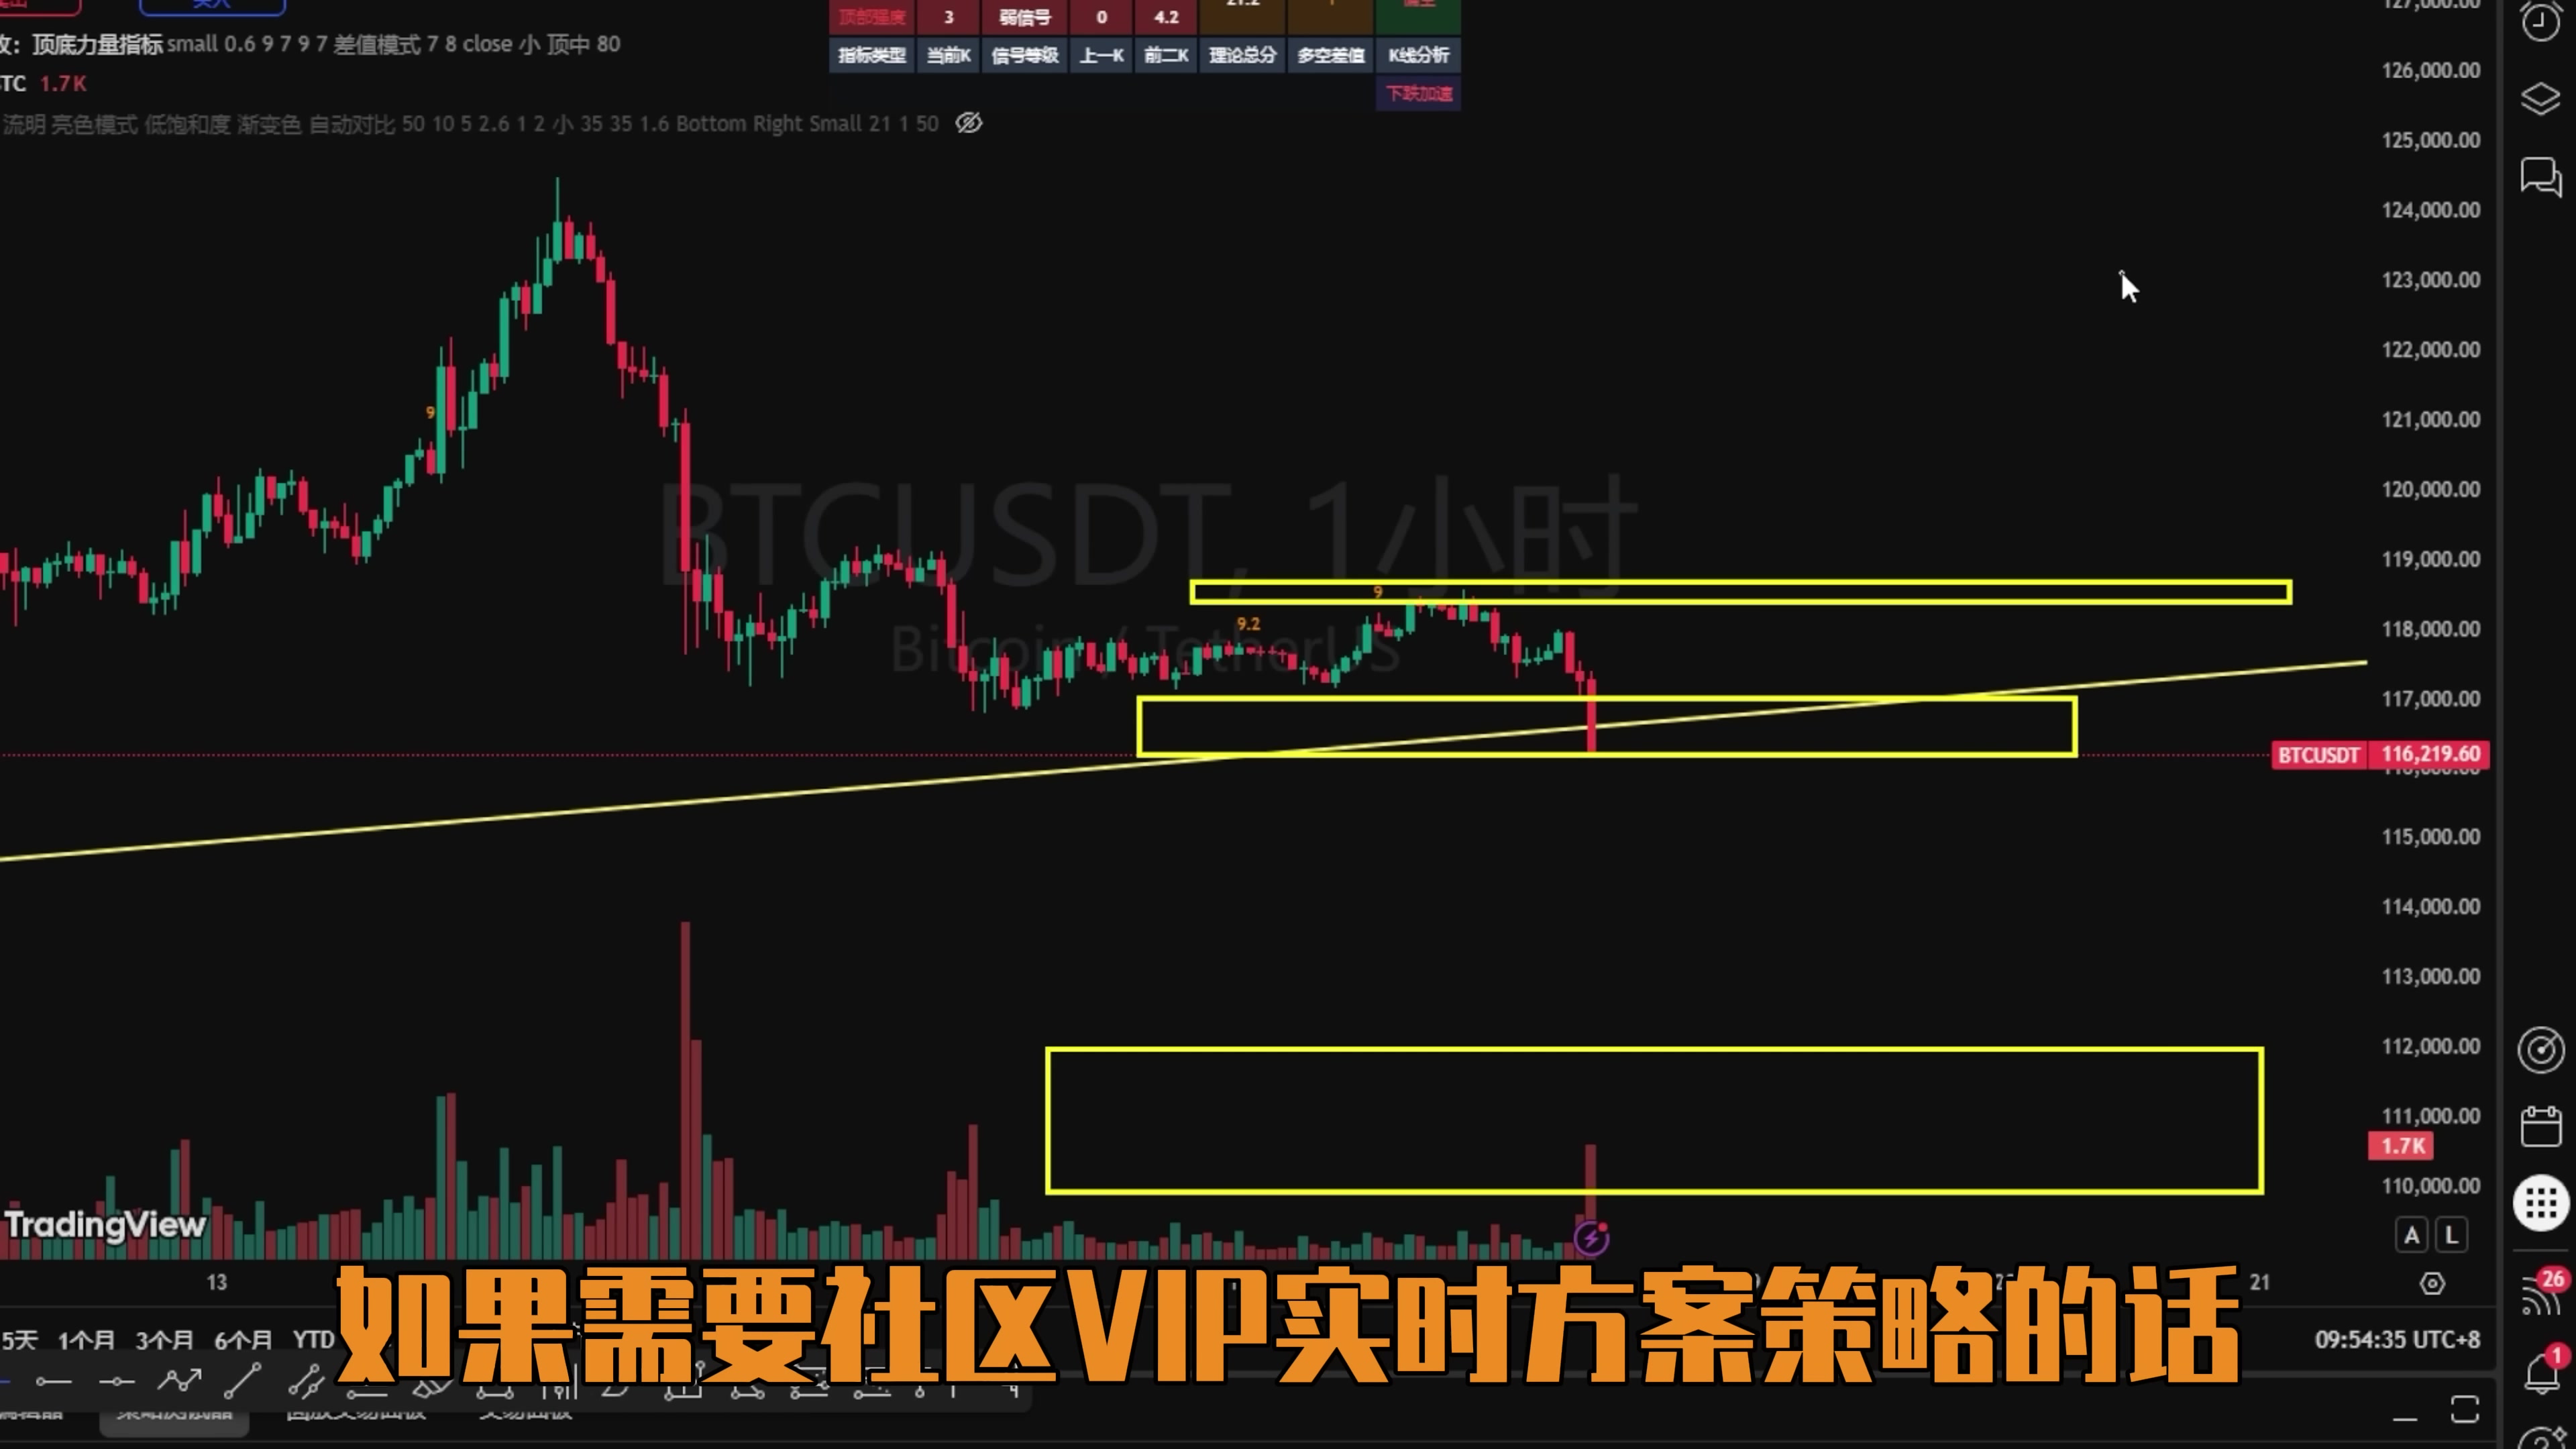 顶部强度 3 弱信号 0 4.2
指标类型 当前K 信号等级 上一K 前二K 理论总分 多空差值 K线分析
下跌加速
顶底力量指标 small 0.6 9 7 9 7 差值模式 7 8 close 小 顶中 80
TC 1.7K
流明 亮色模式 低饱和度 渐变色 自动对比 50 10 5 2.6 1 2 小 35 35 1.6 Bottom Right Small 21 1 50
126,000.00
125,000.00
124,000.00
123,000.00
122,000.00
9
121,000.00
BTCUSDT, 1小时
120,000.00
119,000.00
9
9.2
118,000.00
Bitcoin / TetherUS
117,000.00
BTCUSDT 116,219.60
115,000.00
114,000.00
113,000.00
112,000.00
111,000.00
1.7K
110,000.00
TradingView
A L
13
21
26
如果需要社区VIP实时方案策略的话
5天 1个月 3个月 6个月 YTD
09:54:35 UTC+8
1